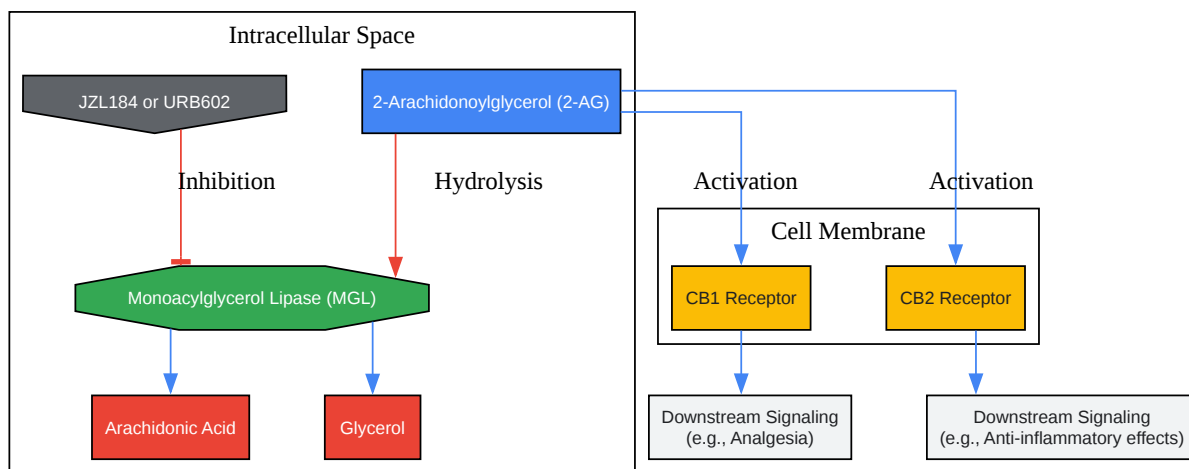 Intracellular Space
JZL184 or URB602
2-Arachidonoylglycerol (2-AG)
Inhibition
Hydrolysis
Activation
Activation
Cell Membrane
Monoacylglycerol Lipase (MGL)
CB1 Receptor
CB2 Receptor
Arachidonic Acid
Glycerol
Downstream Signaling
(e.g., Analgesia)
Downstream Signaling
(e.g., Anti-inflammatory effects)